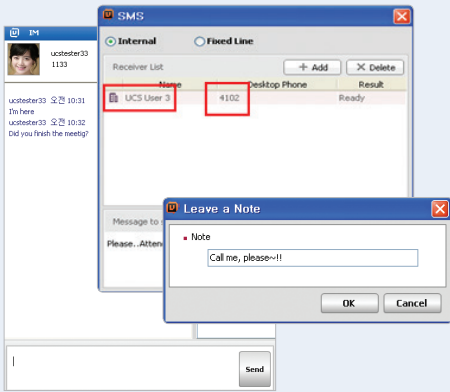 IM
ucstester33
1133
ucstester33 오전 10:31
I'm here
ucstester33 오전 10:32
Did you finish the meetig?
Send
SMS
Internal
Fixed Line
Receiver List
Add
Delete
Name
Desktop Phone
Result
UCS User 3
4102
Ready
Message to
Please..Atten
Leave a Note
Note
Call me, please~!!
OK
Cancel